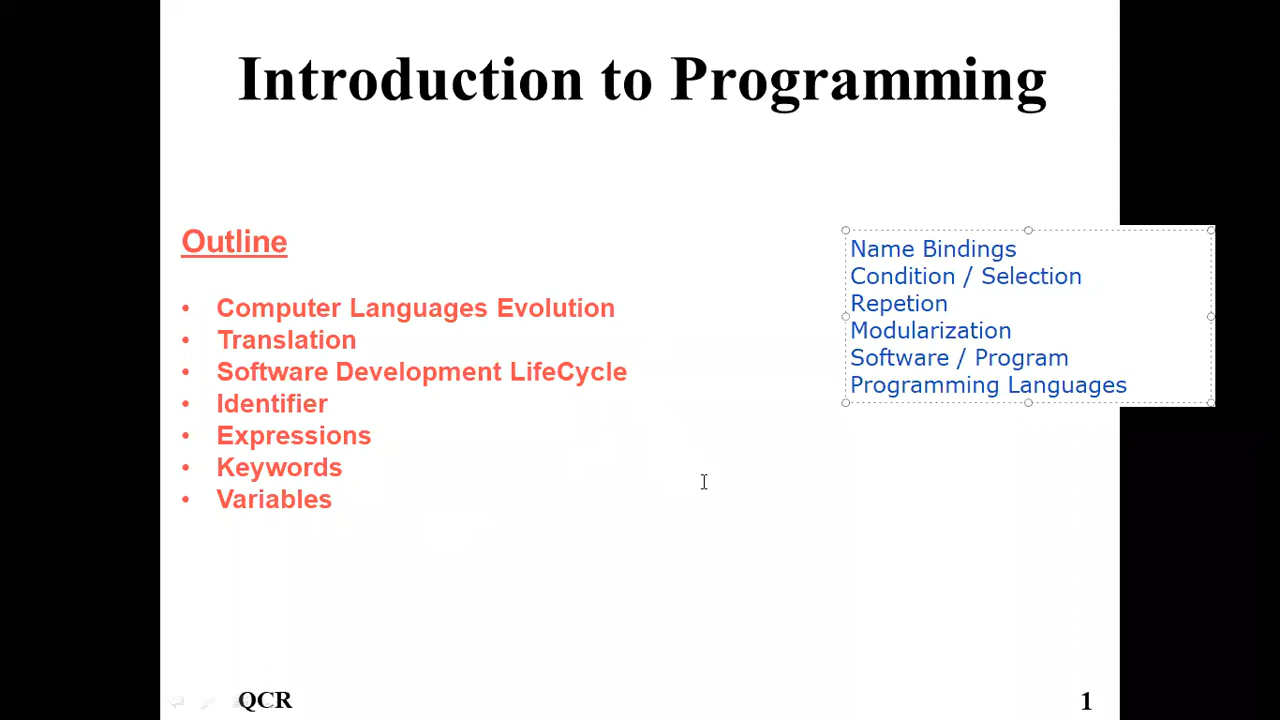 Introduction to Programming
Outline
• Computer Languages Evolution
• Translation
• Software Development LifeCycle
• Identifier
• Expressions
• Keywords
• Variables
Name Bindings
Condition / Selection
Repetion
Modularization
Software / Program
Programming Languages
QCR
1